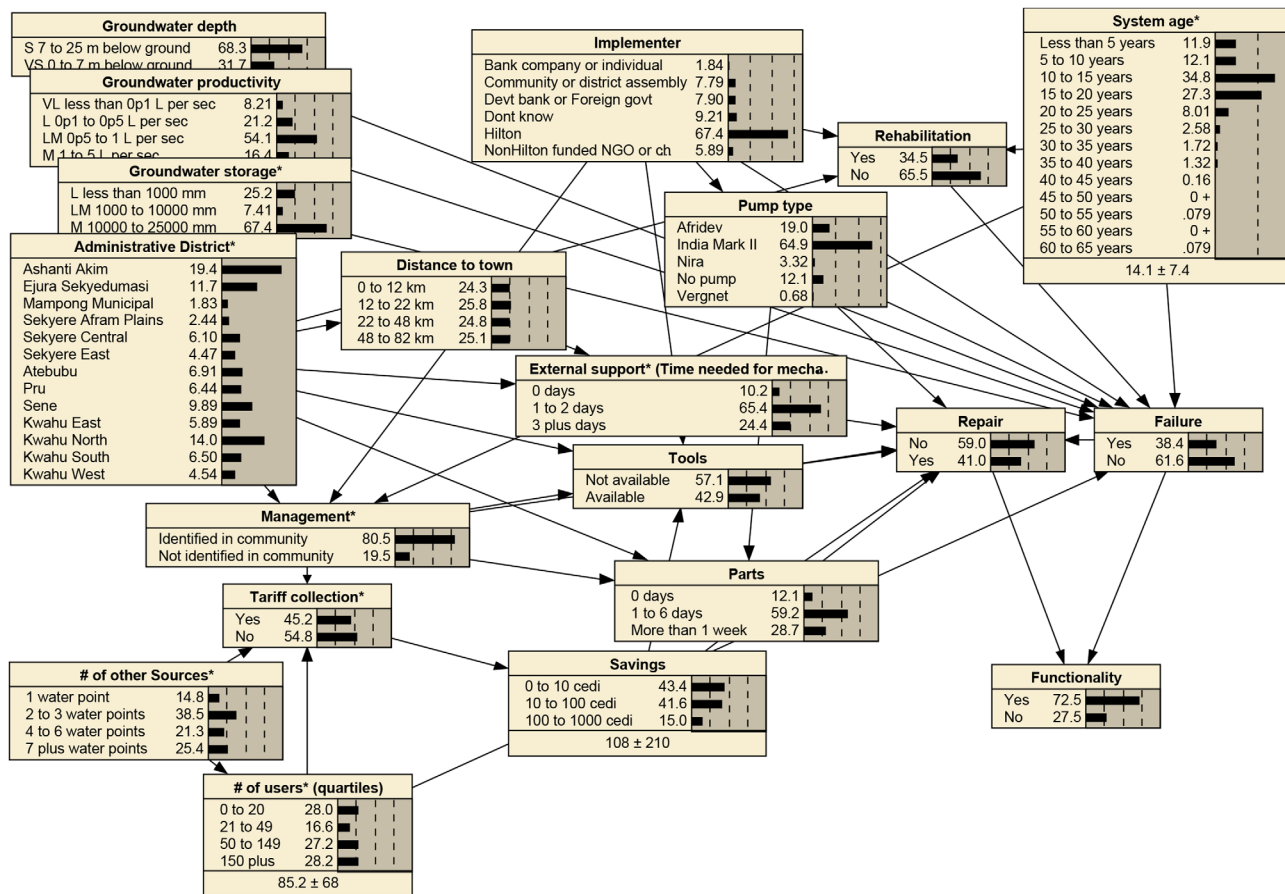 Groundwater depth
S 7 to 25 m below ground 68.3
VS 0 to 7 m below ground 31.7
Groundwater productivity
VL less than 0p1 L per sec 8.21
L 0p1 to 0p5 L per sec 21.2
LM 0p5 to 1 L per sec 54.1
M 1 to 5 L per sec 16.4
Groundwater storage*
L less than 1000 mm 25.2
LM 1000 to 10000 mm 7.41
M 10000 to 25000 mm 67.4
Administrative District*
Ashanti Akim 19.4
Ejura Sekyedumasi 11.7
Mampong Municipal 1.83
Sekyere Afram Plains 2.44
Sekyere Central 6.10
Sekyere East 4.47
Atebubu 6.91
Pru 6.44
Sene 9.89
Kwahu East 5.89
Kwahu North 14.0
Kwahu South 6.50
Kwahu West 4.54
Implementer
Bank company or individual 1.84
Community or district assembly 7.79
Devt bank or Foreign govt 7.90
Dont know 9.21
Hilton 67.4
NonHilton funded NGO or ch 5.89
System age*
Less than 5 years 11.9
5 to 10 years 12.1
10 to 15 years 34.8
15 to 20 years 27.3
20 to 25 years 8.01
25 to 30 years 2.58
30 to 35 years 1.72
35 to 40 years 1.32
40 to 45 years 0.16
45 to 50 years 0 +
50 to 55 years .079
55 to 60 years 0 +
60 to 65 years .079
14.1 ± 7.4
Rehabilitation
Yes 34.5
No 65.5
Pump type
Afridev 19.0
India Mark II 64.9
Nira 3.32
No pump 12.1
Vergnet 0.68
Distance to town
0 to 12 km 24.3
12 to 22 km 25.8
22 to 48 km 24.8
48 to 82 km 25.1
External support* (Time needed for mecha..
0 days 10.2
1 to 2 days 65.4
3 plus days 24.4
Repair
No 59.0
Yes 41.0
Failure
Yes 38.4
No 61.6
Tools
Not available 57.1
Available 42.9
Management*
Identified in community 80.5
Not identified in community 19.5
Parts
0 days 12.1
1 to 6 days 59.2
More than 1 week 28.7
Tariff collection*
Yes 45.2
No 54.8
Savings
0 to 10 cedi 43.4
10 to 100 cedi 41.6
100 to 1000 cedi 15.0
108 ± 210
Functionality
Yes 72.5
No 27.5
# of other Sources*
1 water point 14.8
2 to 3 water points 38.5
4 to 6 water points 21.3
7 plus water points 25.4
# of users* (quartiles)
0 to 20 28.0
21 to 49 16.6
50 to 149 27.2
150 plus 28.2
85.2 ± 68